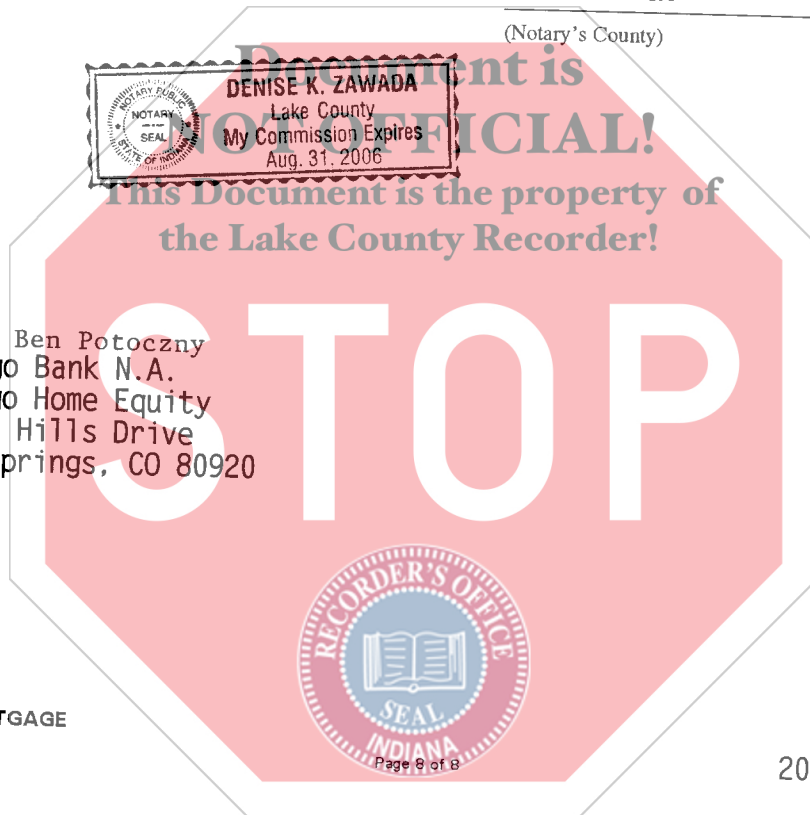 (Notary's County)
Document is
NOT OFFICIAL!
This Document is the property of
the Lake County Recorder!
DENISE K. ZAWADA
Lake County
My Commission Expires
Aug. 31, 2006
NOTARY PUBLIC
NOTARY
SEAL
STATE OF INDIANA
STOP
Ben Potoczny
go Bank N.A.
go Home Equity
Hills Drive
prings, CO 80920
RECORDER'S OFFICE
SEAL
INDIANA
TGAGE
Page 8 of 8
20